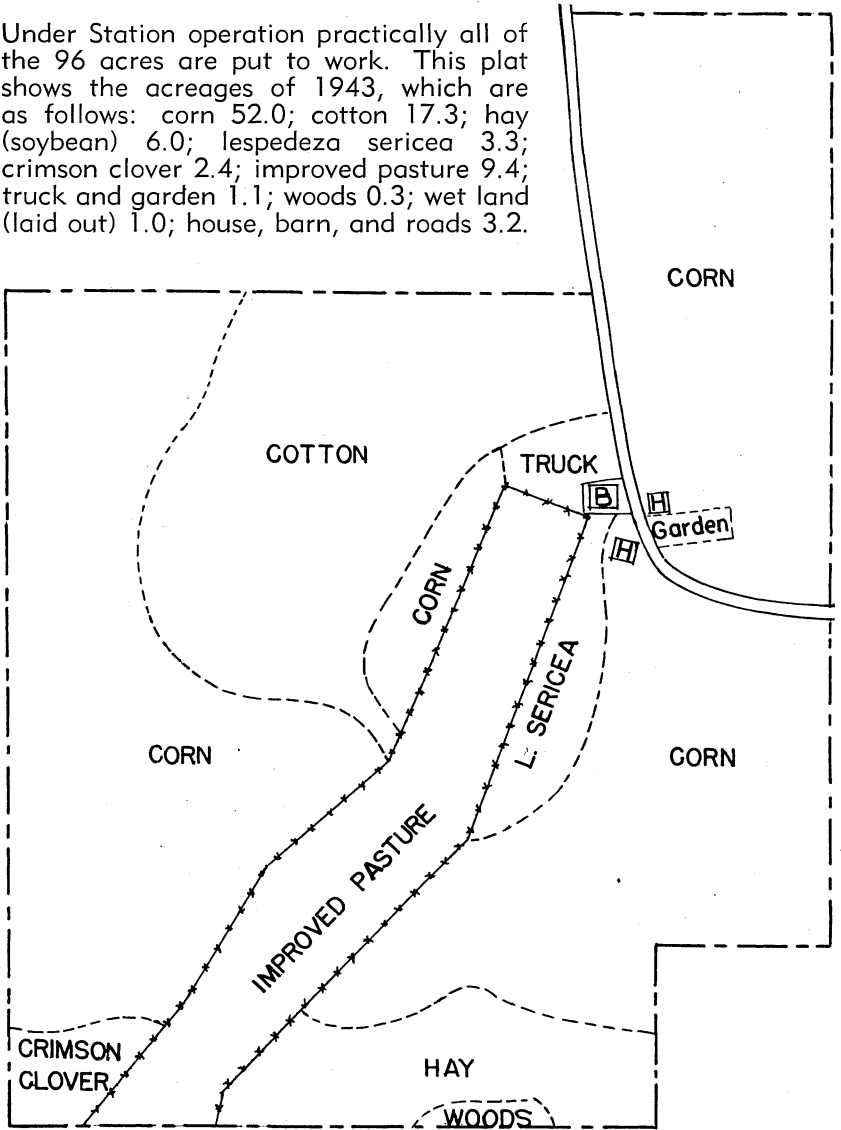 Under Station operation practically all of
the 96 acres are put to work. This plat
shows the acreages of 1943, which are
as follows: corn 52.0; cotton 17.3; hay
(soybean) 6.0; lespedeza sericea 3.3;
crimson clover 2.4; improved pasture 9.4;
truck and garden 1.1; woods 0.3; wet land
(laid out) 1.0; house, barn, and roads 3.2.
CORN
COTTON
TRUCK
B
H
Garden
H
CORN
L. SERICEA
CORN
CORN
IMPROVED PASTURE
CRIMSON
CLOVER
HAY
WOODS